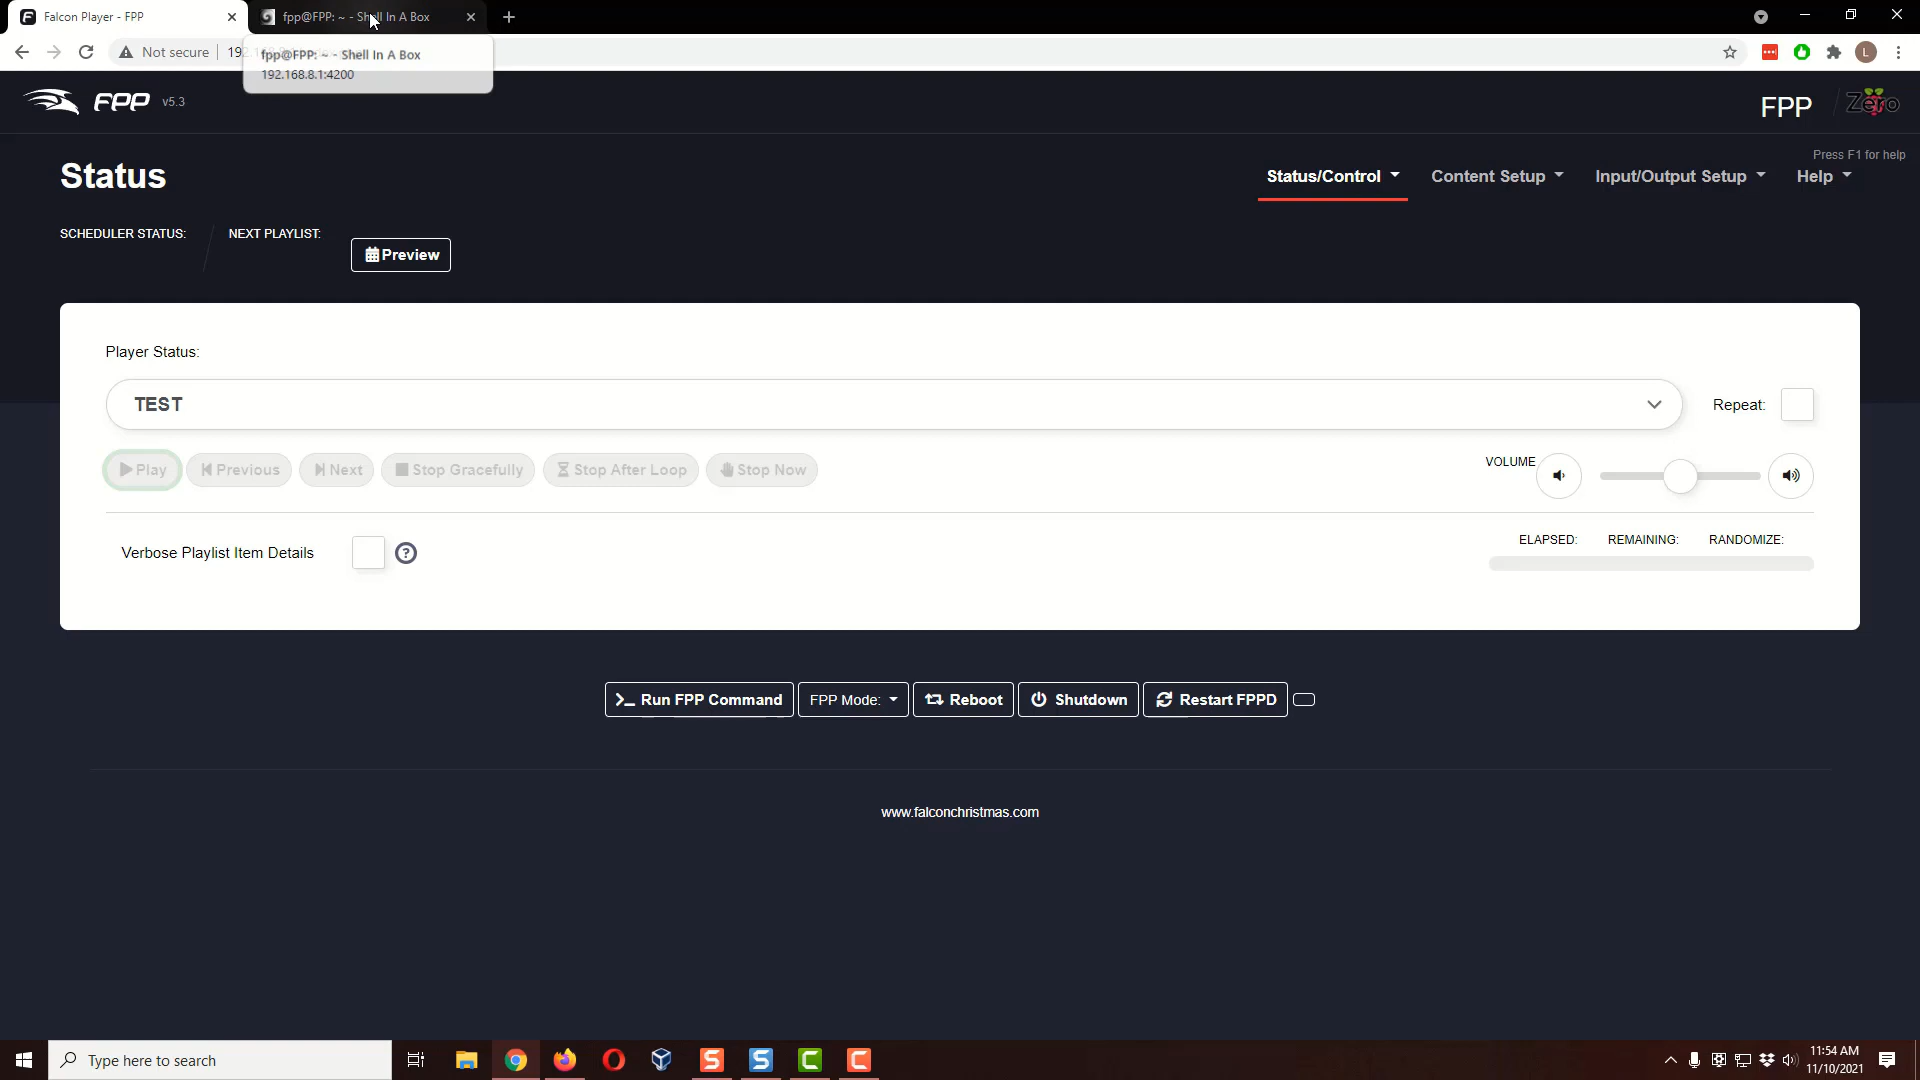 Falcon Player - FPP
fpp@FPP: ~ - Shell In A Box
Not secure
fpp@FPP: ~ - Shell In A Box
192.168.8.1:4200
L
FPP v5.3
FPP
Zero
Press F1 for help
Status
Status/Control
Content Setup
Input/Output Setup
Help
SCHEDULER STATUS:
NEXT PLAYLIST:
Preview
Player Status:
TEST
Repeat:
Play
Previous
Next
Stop Gracefully
Stop After Loop
Stop Now
VOLUME
Verbose Playlist Item Details
ELAPSED:
REMAINING:
RANDOMIZE:
Run FPP Command
FPP Mode:
Reboot
Shutdown
Restart FPPD
www.falconchristmas.com
Type here to search
11:54 AM
11/10/2021